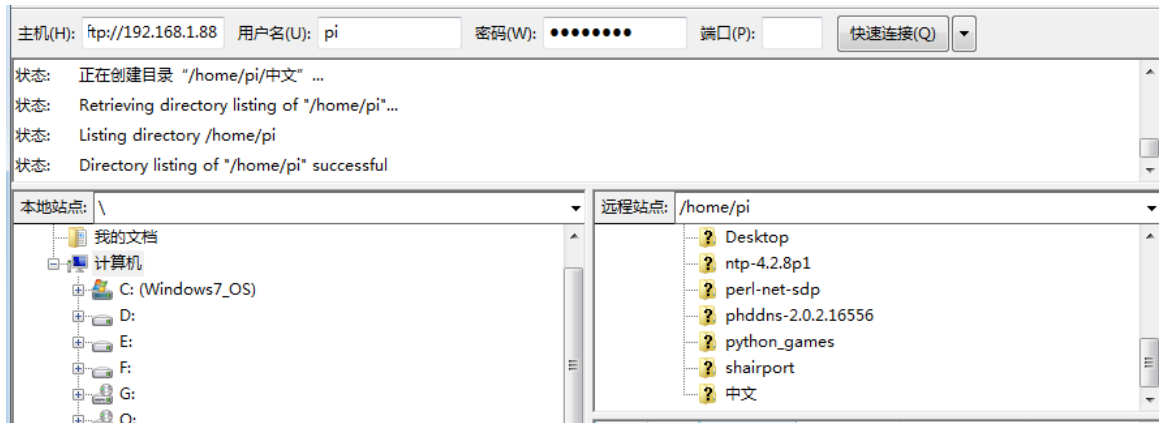 主机(H): ftp://192.168.1.88 用户名(U): pi 密码(W): ●●●●●●●● 端口(P): 快速连接(Q)
状态: 正在创建目录 "/home/pi/中文" ...
状态: Retrieving directory listing of "/home/pi"...
状态: Listing directory /home/pi
状态: Directory listing of "/home/pi" successful
本地站点: \
我的文档
计算机
C: (Windows7_OS)
D:
E:
F:
G:
Q:
远程站点: /home/pi
Desktop
ntp-4.2.8p1
perl-net-sdp
phddns-2.0.2.16556
python_games
shairport
中文